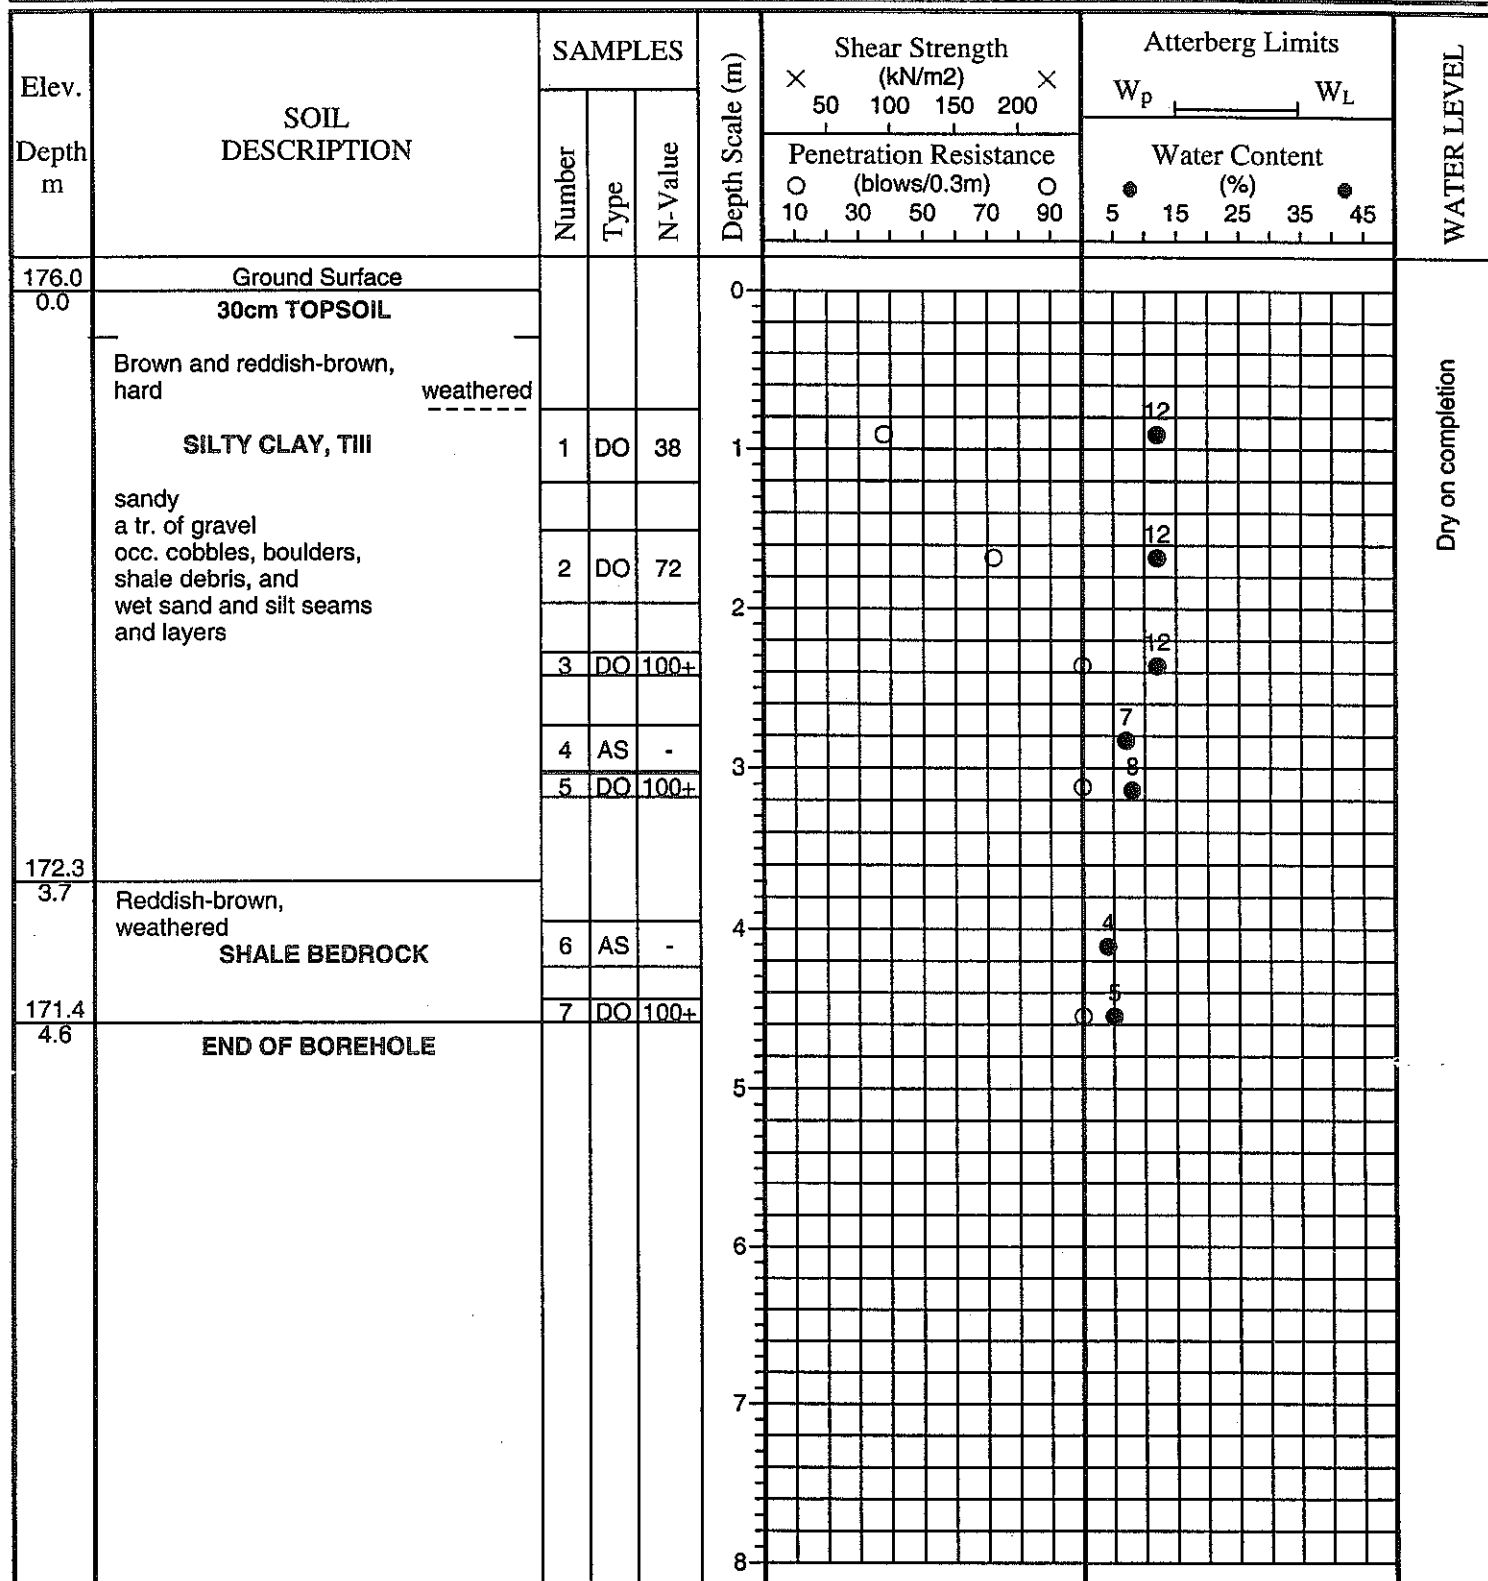 Elev.
Depth
m
SOIL
DESCRIPTION
SAMPLES
Number
Type
N-Value
Depth Scale (m)
Shear Strength
× (kN/m2) ×
50 100 150 200
Penetration Resistance
(blows/0.3m)
10 30 50 70 90
Atterberg Limits
Wp WL
Water Content
(%)
5 15 25 35 45
WATER LEVEL
176.0 Ground Surface
0.0 30cm TOPSOIL
0
Brown and reddish-brown,
hard weathered
SILTY CLAY, Till
1 DO 38
1
12
sandy
a tr. of gravel
occ. cobbles, boulders,
shale debris, and
wet sand and silt seams
and layers
2 DO 72
12
2
3 DO 100+
12
4 AS -
7
3
5 DO 100+
8
172.3
3.7
Reddish-brown,
weathered
SHALE BEDROCK
6 AS -
4
4
7 DO 100+
5
171.4
4.6
END OF BOREHOLE
5
6
7
8
Dry on completion